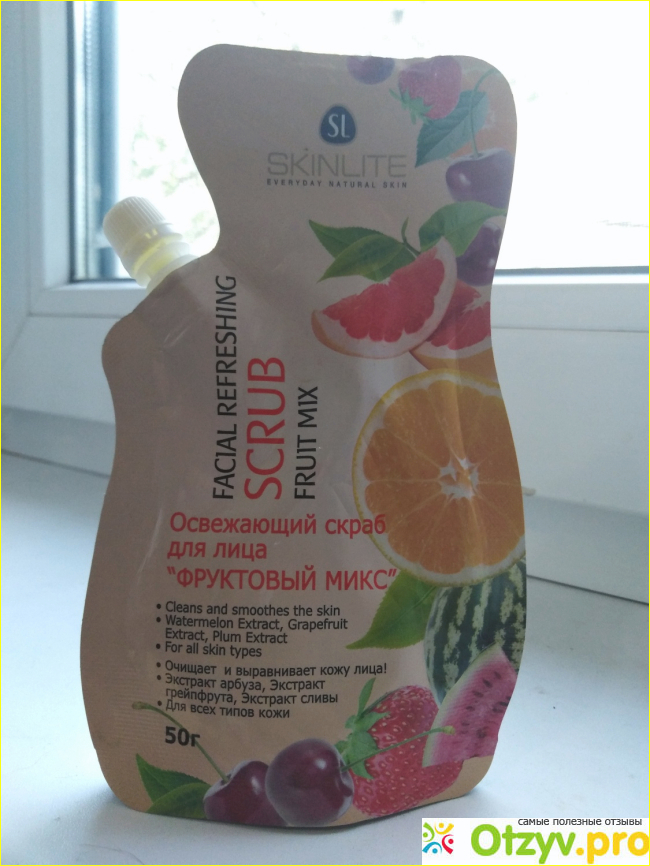 SL
SKINLITE
EVERYDAY NATURAL SKIN
FACIAL REFRESHING
SCRUB
FRUIT MIX
Освежающий скраб
для лица
"ФРУКТОВЫЙ МИКС"
• Cleans and smoothes the skin
• Watermelon Extract, Grapefruit
Extract, Plum Extract
• For all skin types
• Очищает и выравнивает кожу лица!
• Экстракт арбуза, Экстракт
грейпфрута, Экстракт сливы
• Для всех типов кожи
50г
самые полезные отзывы
Otzyv.pro